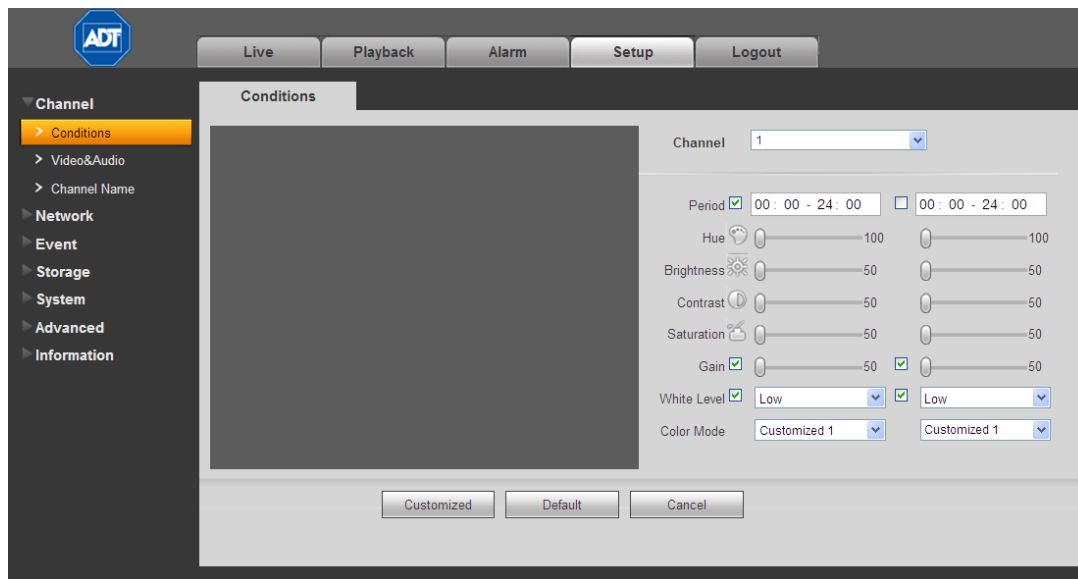 ADT
Live Playback Alarm Setup Logout
Channel
Conditions
Video&Audio
Channel Name
Network
Event
Storage
System
Advanced
Information
Conditions
Channel 1
Period 00 : 00 - 24 : 00 00 : 00 - 24 : 00
Hue 100 100
Brightness 50 50
Contrast 50 50
Saturation 50 50
Gain 50 50
White Level Low Low
Color Mode Customized 1 Customized 1
Customized Default Cancel